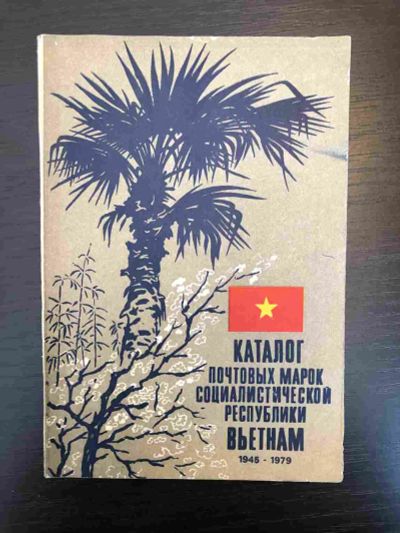 КАТАЛОГ
ПОЧТОВЫХ МАРОК
СОЦИАЛИСТИЧЕСКОЙ
РЕСПУБЛИКИ
ВЬЕТНАМ
1945 - 1979